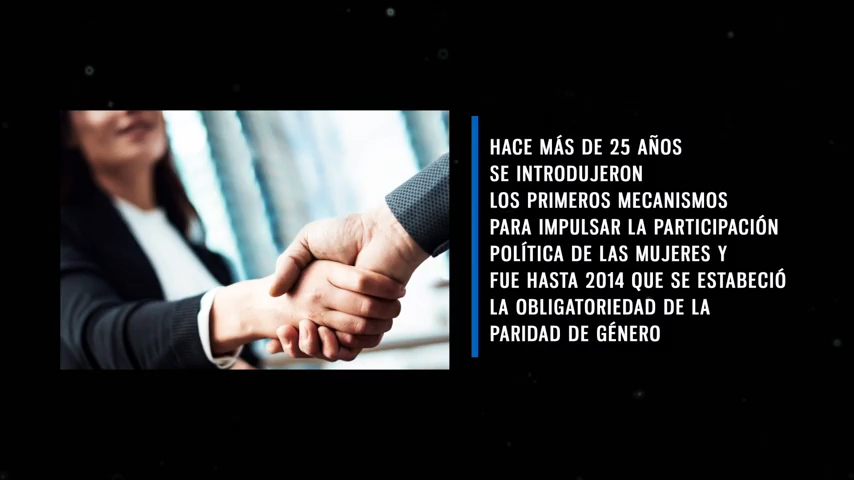 HACE MÁS DE 25 AÑOS
SE INTRODUJERON
LOS PRIMEROS MECANISMOS
PARA IMPULSAR LA PARTICIPACIÓN
POLÍTICA DE LAS MUJERES Y
FUE HASTA 2014 QUE SE ESTABECIÓ
LA OBLIGATORIEDAD DE LA
PARIDAD DE GÉNERO